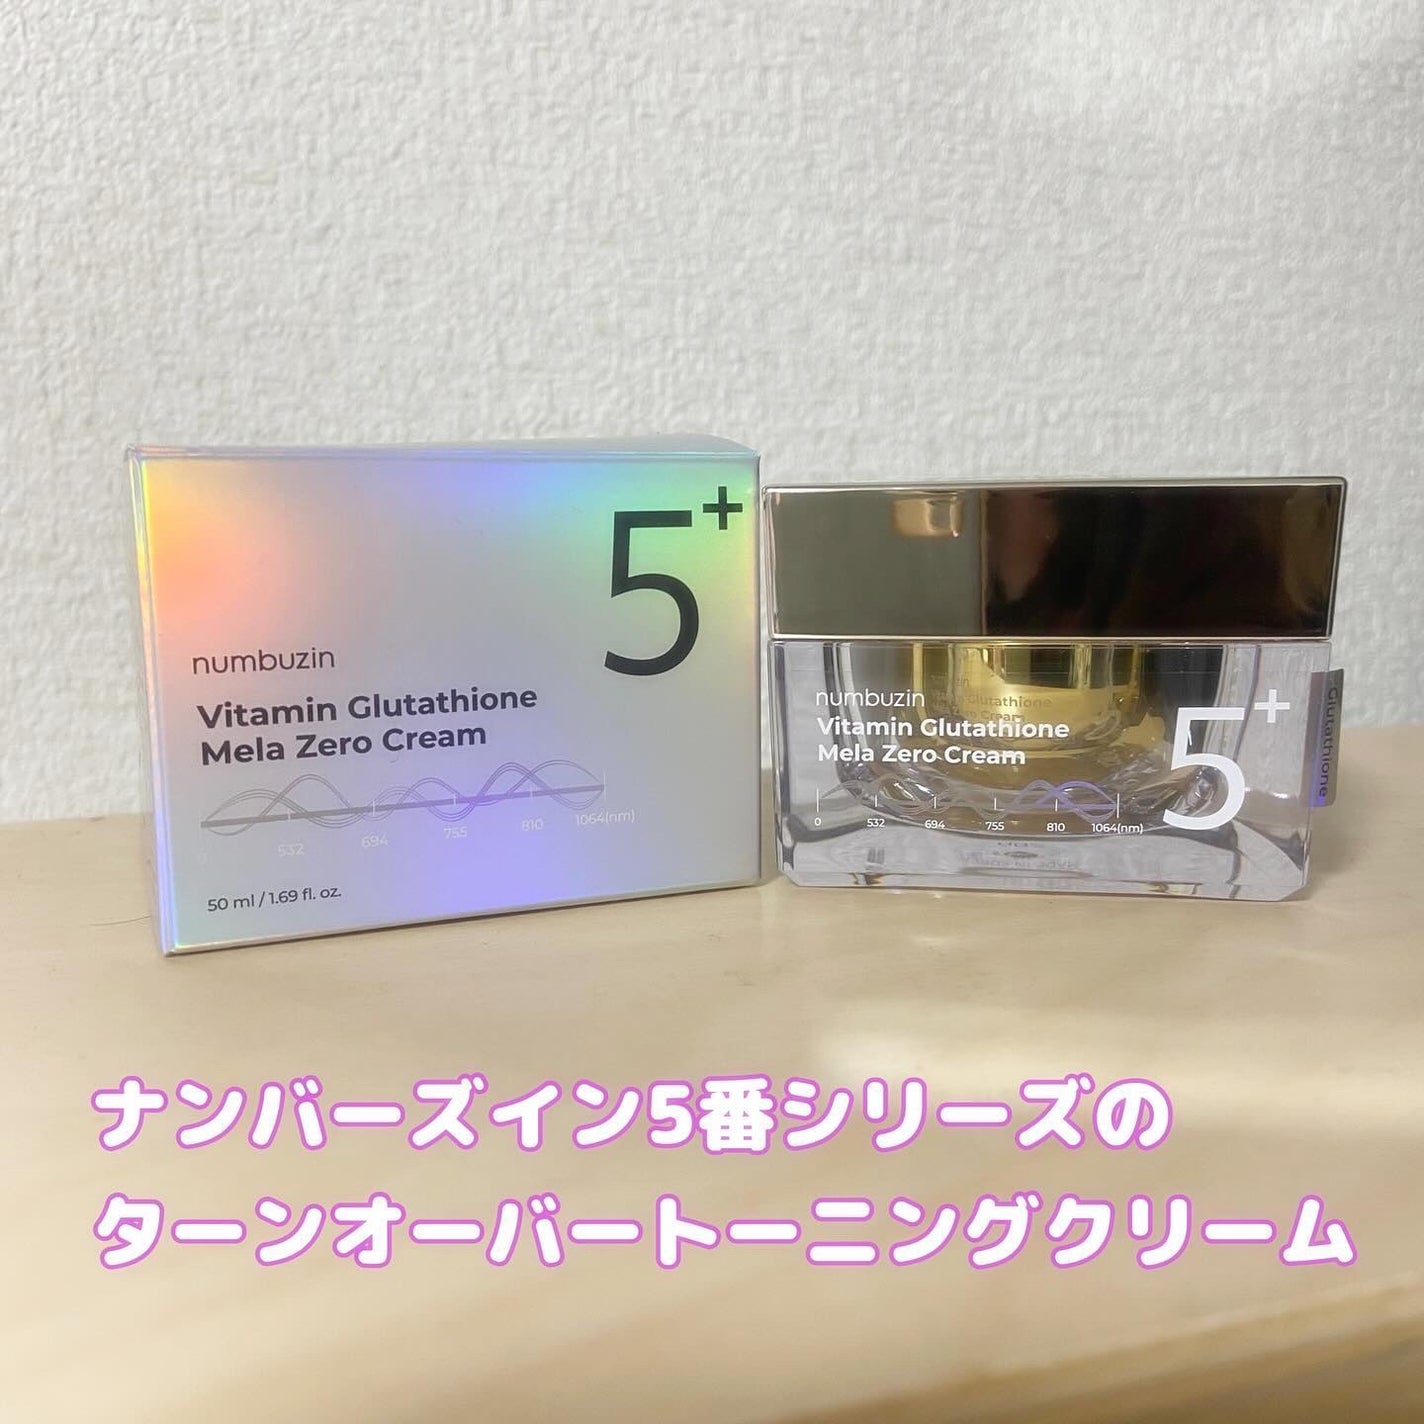 5+
numbuzin
Vitamin Glutathione
Mela Zero Cream
0 532 694 755 810 1064(nm)
50 ml / 1.69 fl. oz.
numbuzin
Vitamin Glutathione
Mela Zero Cream
5+
0 532 694 755 810 1064(nm)
Glutathione
ナンバーズイン5番シリーズの
ターンオーバートーニングクリーム